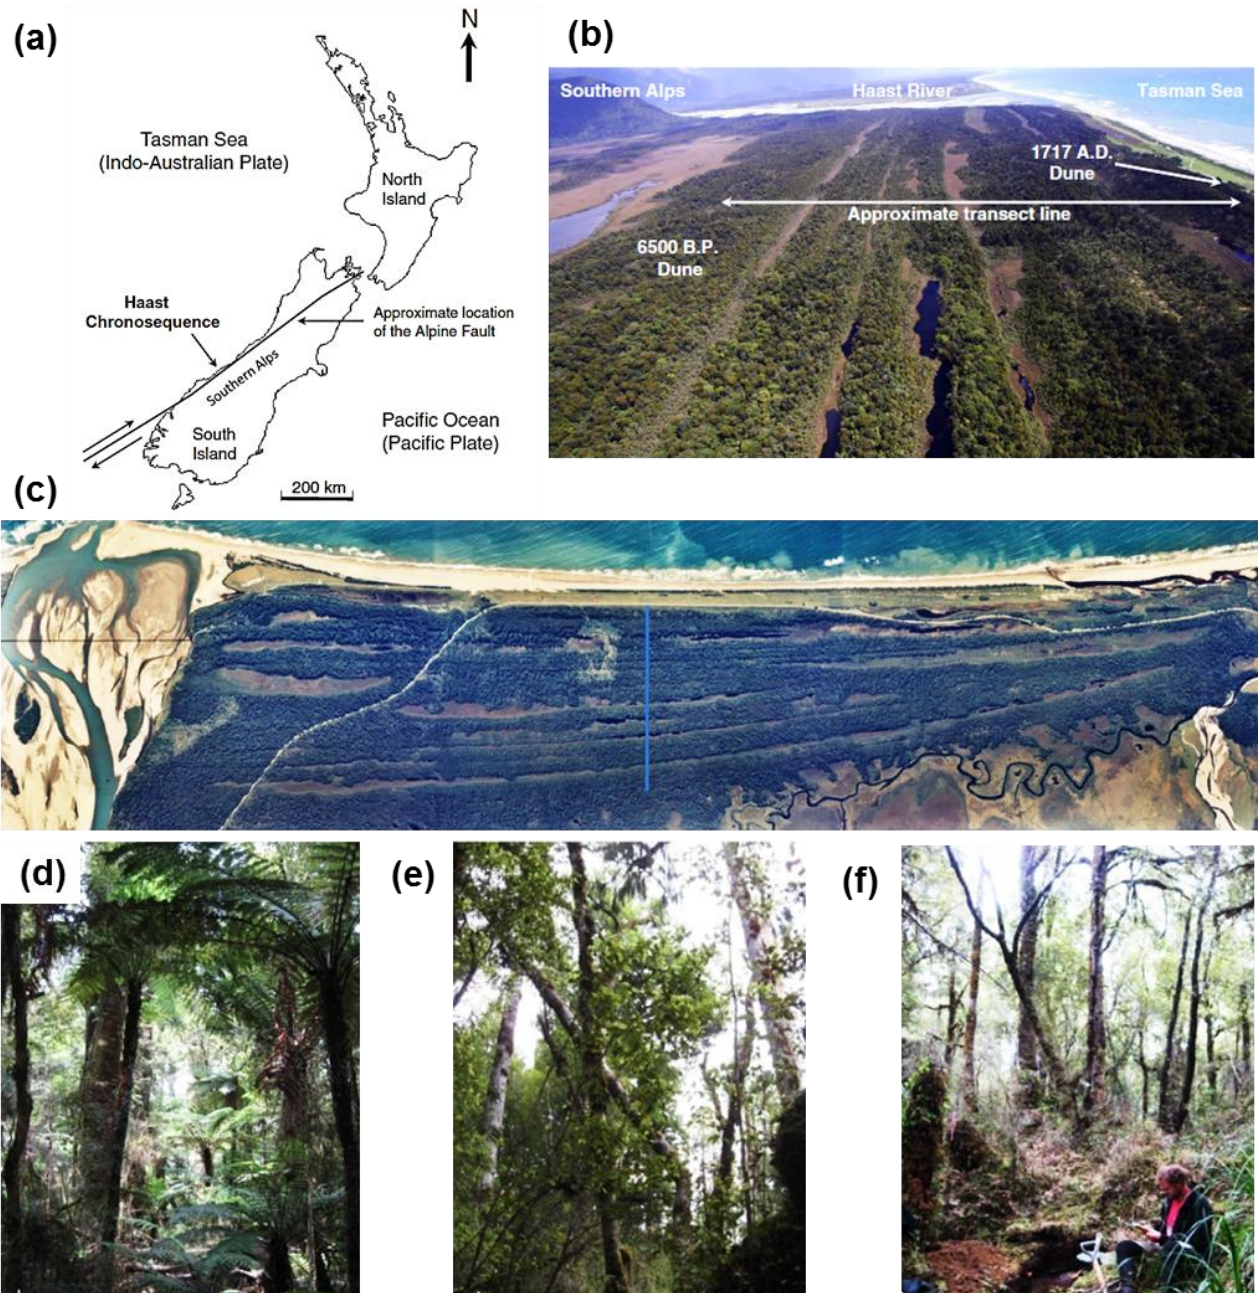 (a)
N
Tasman Sea
(Indo-Australian Plate)
North
Island
Haast
Chronosequence
Approximate location
of the Alpine Fault
Southern Alps
Pacific Ocean
(Pacific Plate)
South
Island
200 km
(b)
Southern Alps
Haast River
Tasman Sea
1717 A.D.
Dune
Approximate transect line
6500 B.P.
Dune
(c)
(d)
(e)
(f)